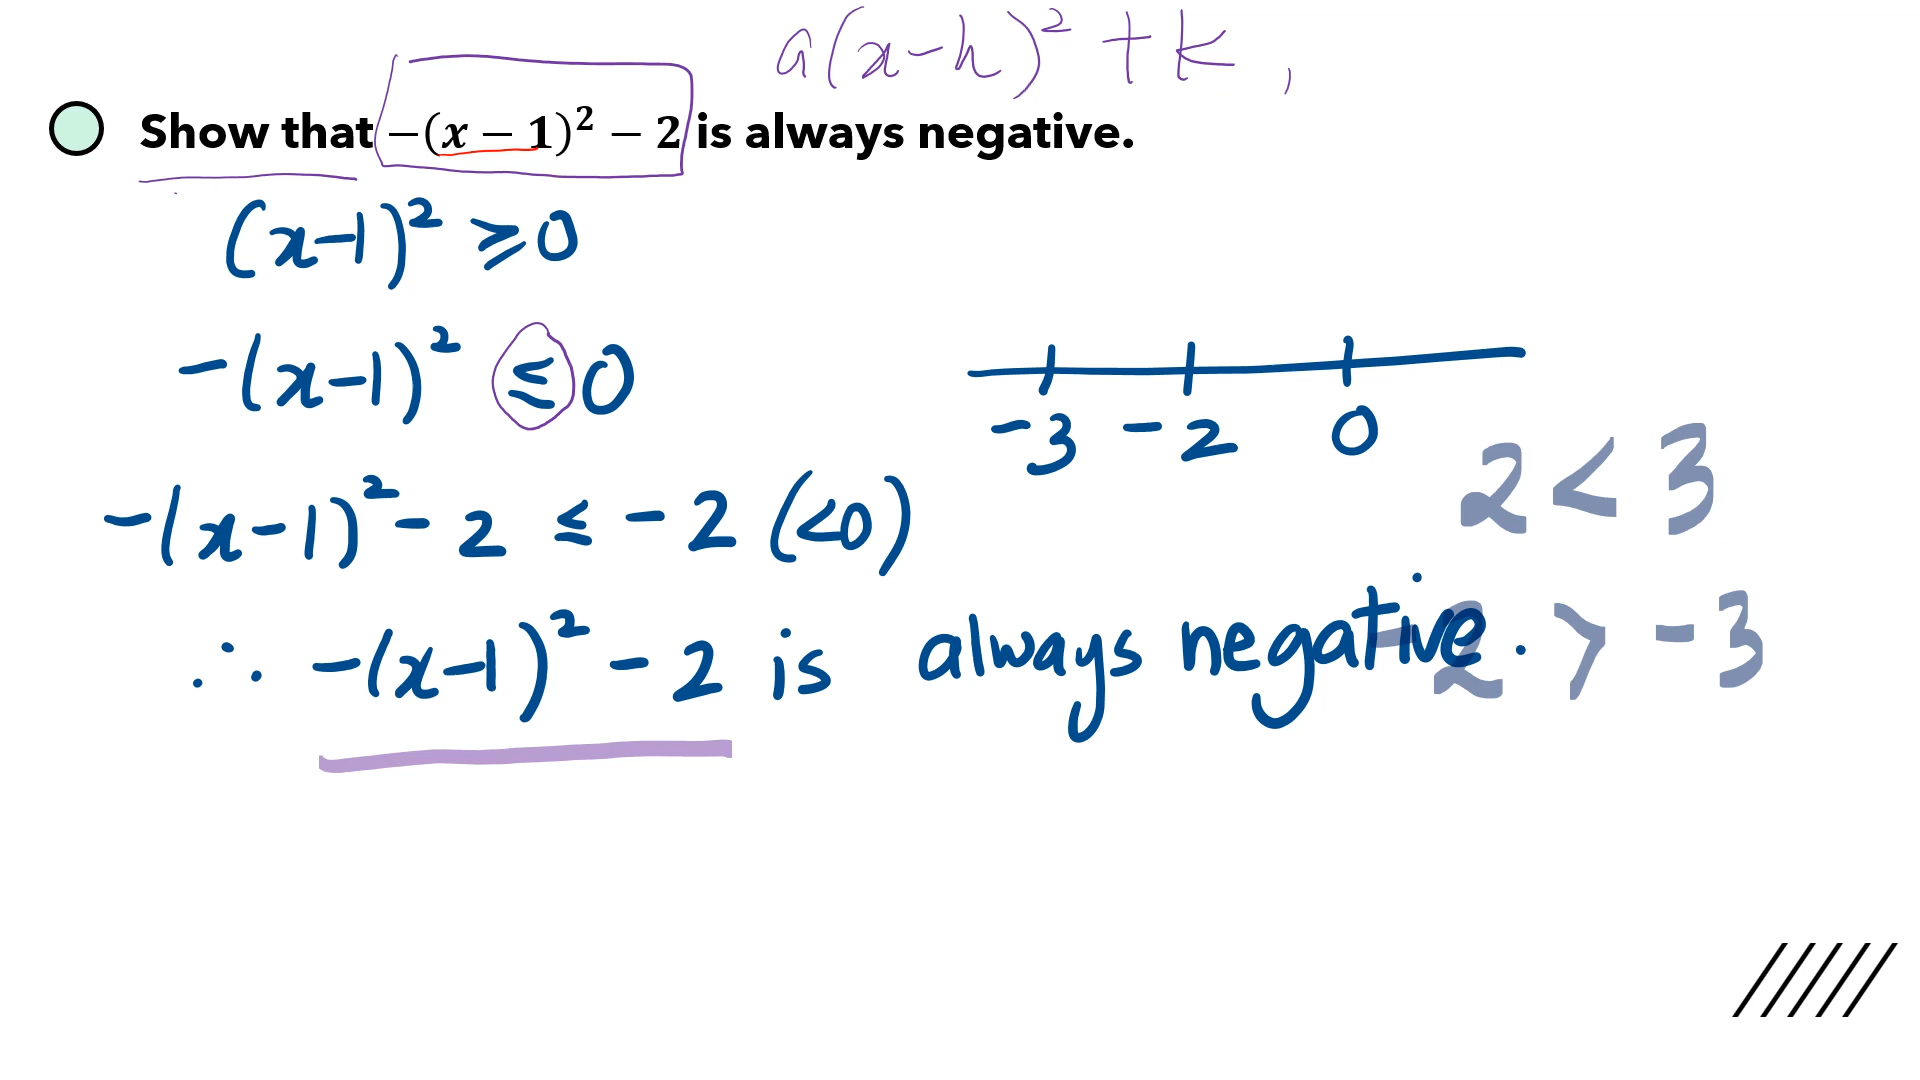 a(x-h)² + k,
Show that −(x − 1)² − 2 is always negative.
(x-1)² ⩾ 0
-(x-1)² ≤ 0
-3 -2 0
2 < 3
-(x-1)² - 2 ≤ -2 (<0)
-2 > -3
∴ -(x-1)² - 2 is always negative.